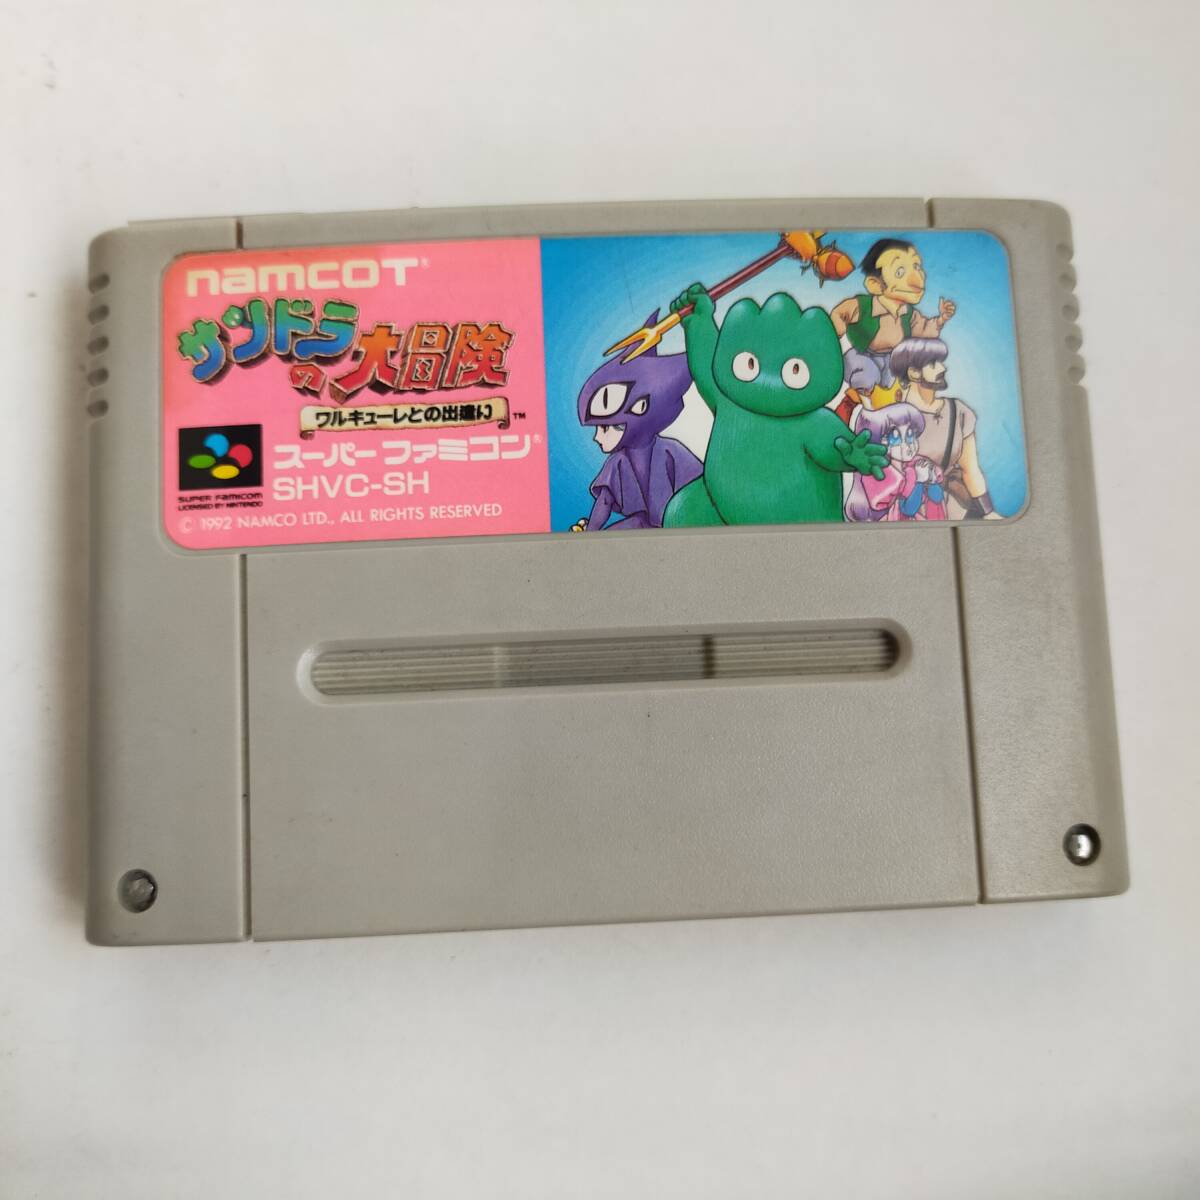 namcoT®
サンドラの大冒険
ワルキューレとの出逢い™
スーパーファミコン®
SHVC-SH
SUPER FAMICOM
LICENSED BY NINTENDO
© 1992 NAMCO LTD., ALL RIGHTS RESERVED